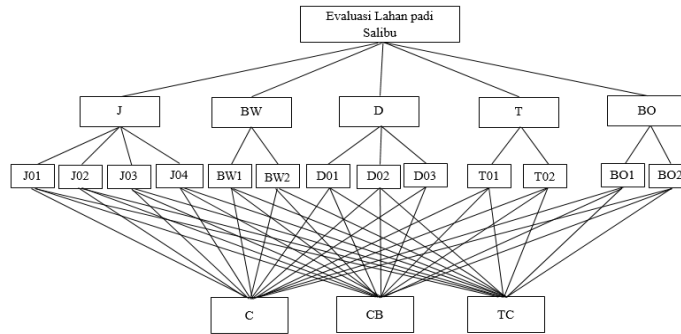 Evaluasi Lahan padi
Salibu
J
BW
D
T
BO
J01
J02
J03
J04
BW1
BW2
D01
D02
D03
T01
T02
BO1
BO2
C
CB
TC